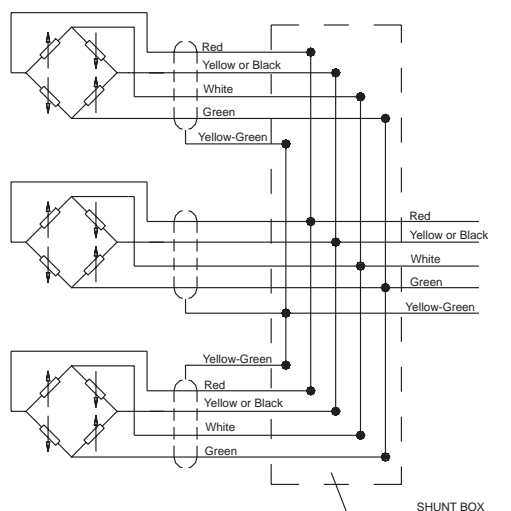 Red
Yellow or Black
White
Green
Yellow-Green
Red
Yellow or Black
White
Green
Yellow-Green
Yellow-Green
Red
Yellow or Black
White
Green
SHUNT BOX